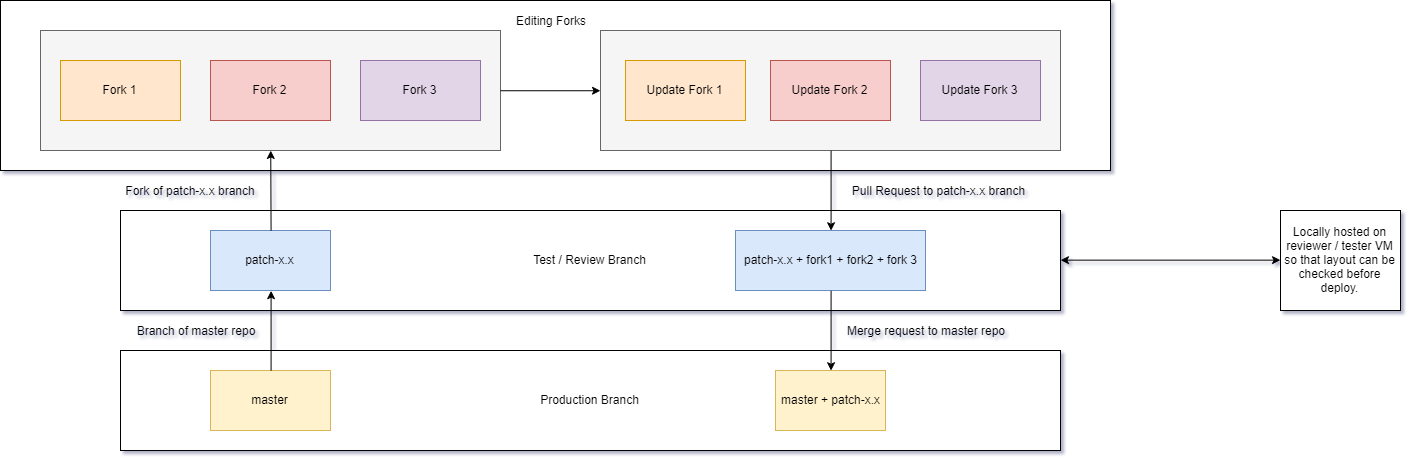 Editing Forks
Fork 1
Fork 2
Fork 3
Update Fork 1
Update Fork 2
Update Fork 3
Fork of patch-x.x branch
Pull Request to patch-x.x branch
patch-x.x
Test / Review Branch
patch-x.x + fork1 + fork2 + fork 3
Locally hosted on
reviewer / tester VM
so that layout can be
checked before
deploy.
Branch of master repo
Merge request to master repo
master
Production Branch
master + patch-x.x